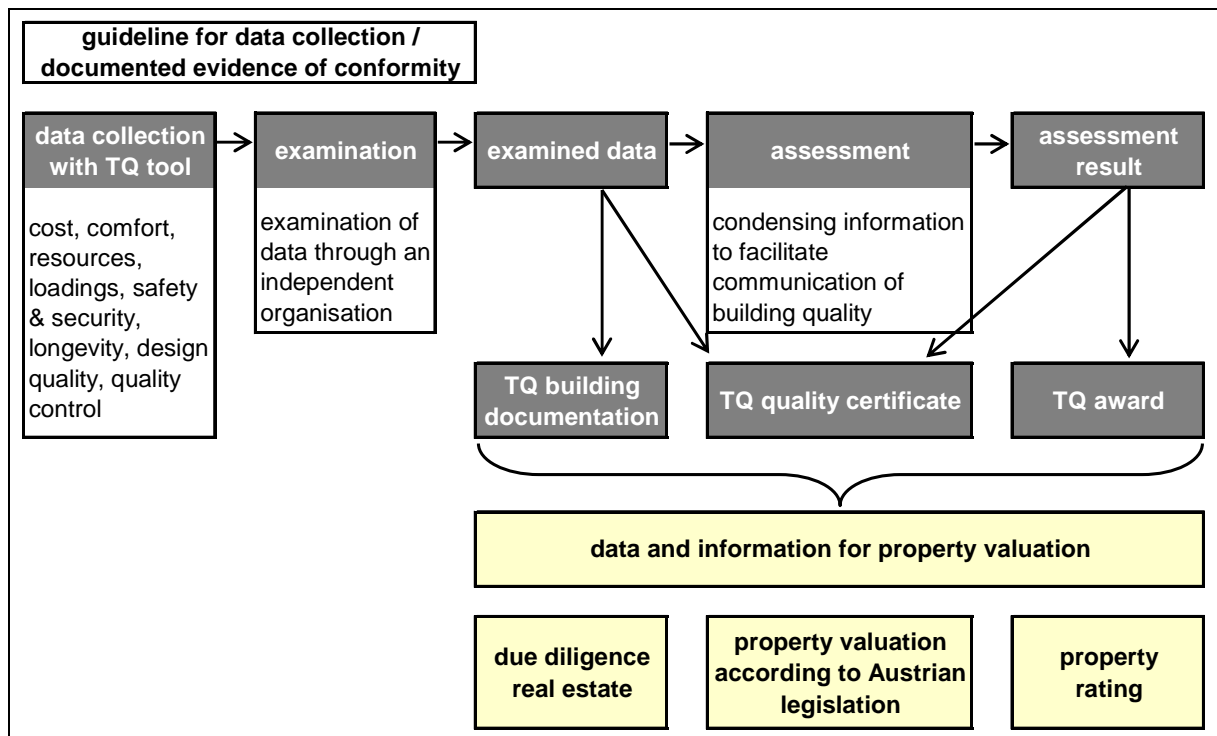 guideline for data collection /
documented evidence of conformity
data collection
with TQ tool
examination
examined data
assessment
assessment
result
cost, comfort,
resources,
loadings, safety
& security,
longevity, design
quality, quality
control
examination of
data through an
independent
organisation
condensing information
to facilitate
communication of
building quality
TQ building
documentation
TQ quality certificate
TQ award
data and information for property valuation
due diligence
real estate
property valuation
according to Austrian
legislation
property
rating